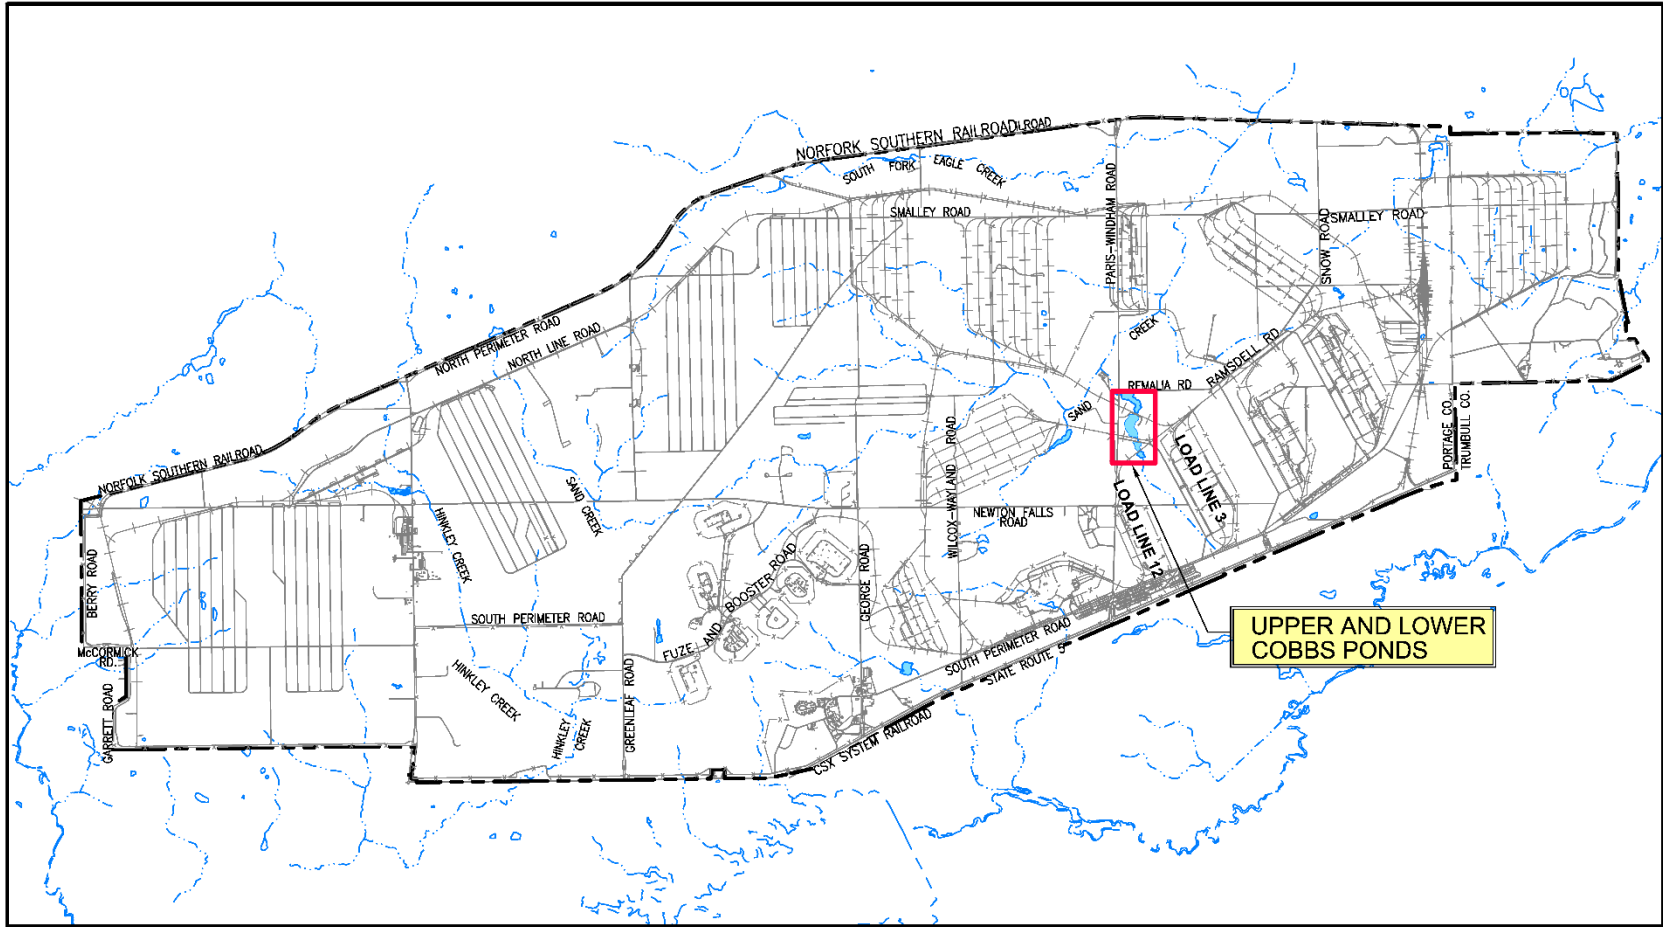 NORFORK SOUTHERN RAILROAD
ILROAD
SOUTH FORK EAGLE CREEK
SMALLEY ROAD
PARIS-WINDHAM ROAD
SNOW ROAD
SMALLEY ROAD
NORTH PERIMETER ROAD
NORTH LINE ROAD
CREEK
SAND
REMALIA RD
RAMSDELL RD
PORTAGE CO.
TRUMBULL CO.
NORFOLK SOUTHERN RAILROAD
SAND CREEK
HINKLEY CREEK
WILCOX-WAYLAND ROAD
NEWTON FALLS
ROAD
LOAD LINE 3
LOAD LINE 12
BERRY ROAD
GEORGE ROAD
FUZE AND BOOSTER ROAD
SOUTH PERIMETER ROAD
McCORMICK
RD.
GARRETT ROAD
HINKLEY CREEK
HINKLEY
CREEK
GREENLEAF ROAD
SOUTH PERIMETER ROAD
STATE ROUTE 5
CSX SYSTEM RAILROAD
UPPER AND LOWER
COBBS PONDS